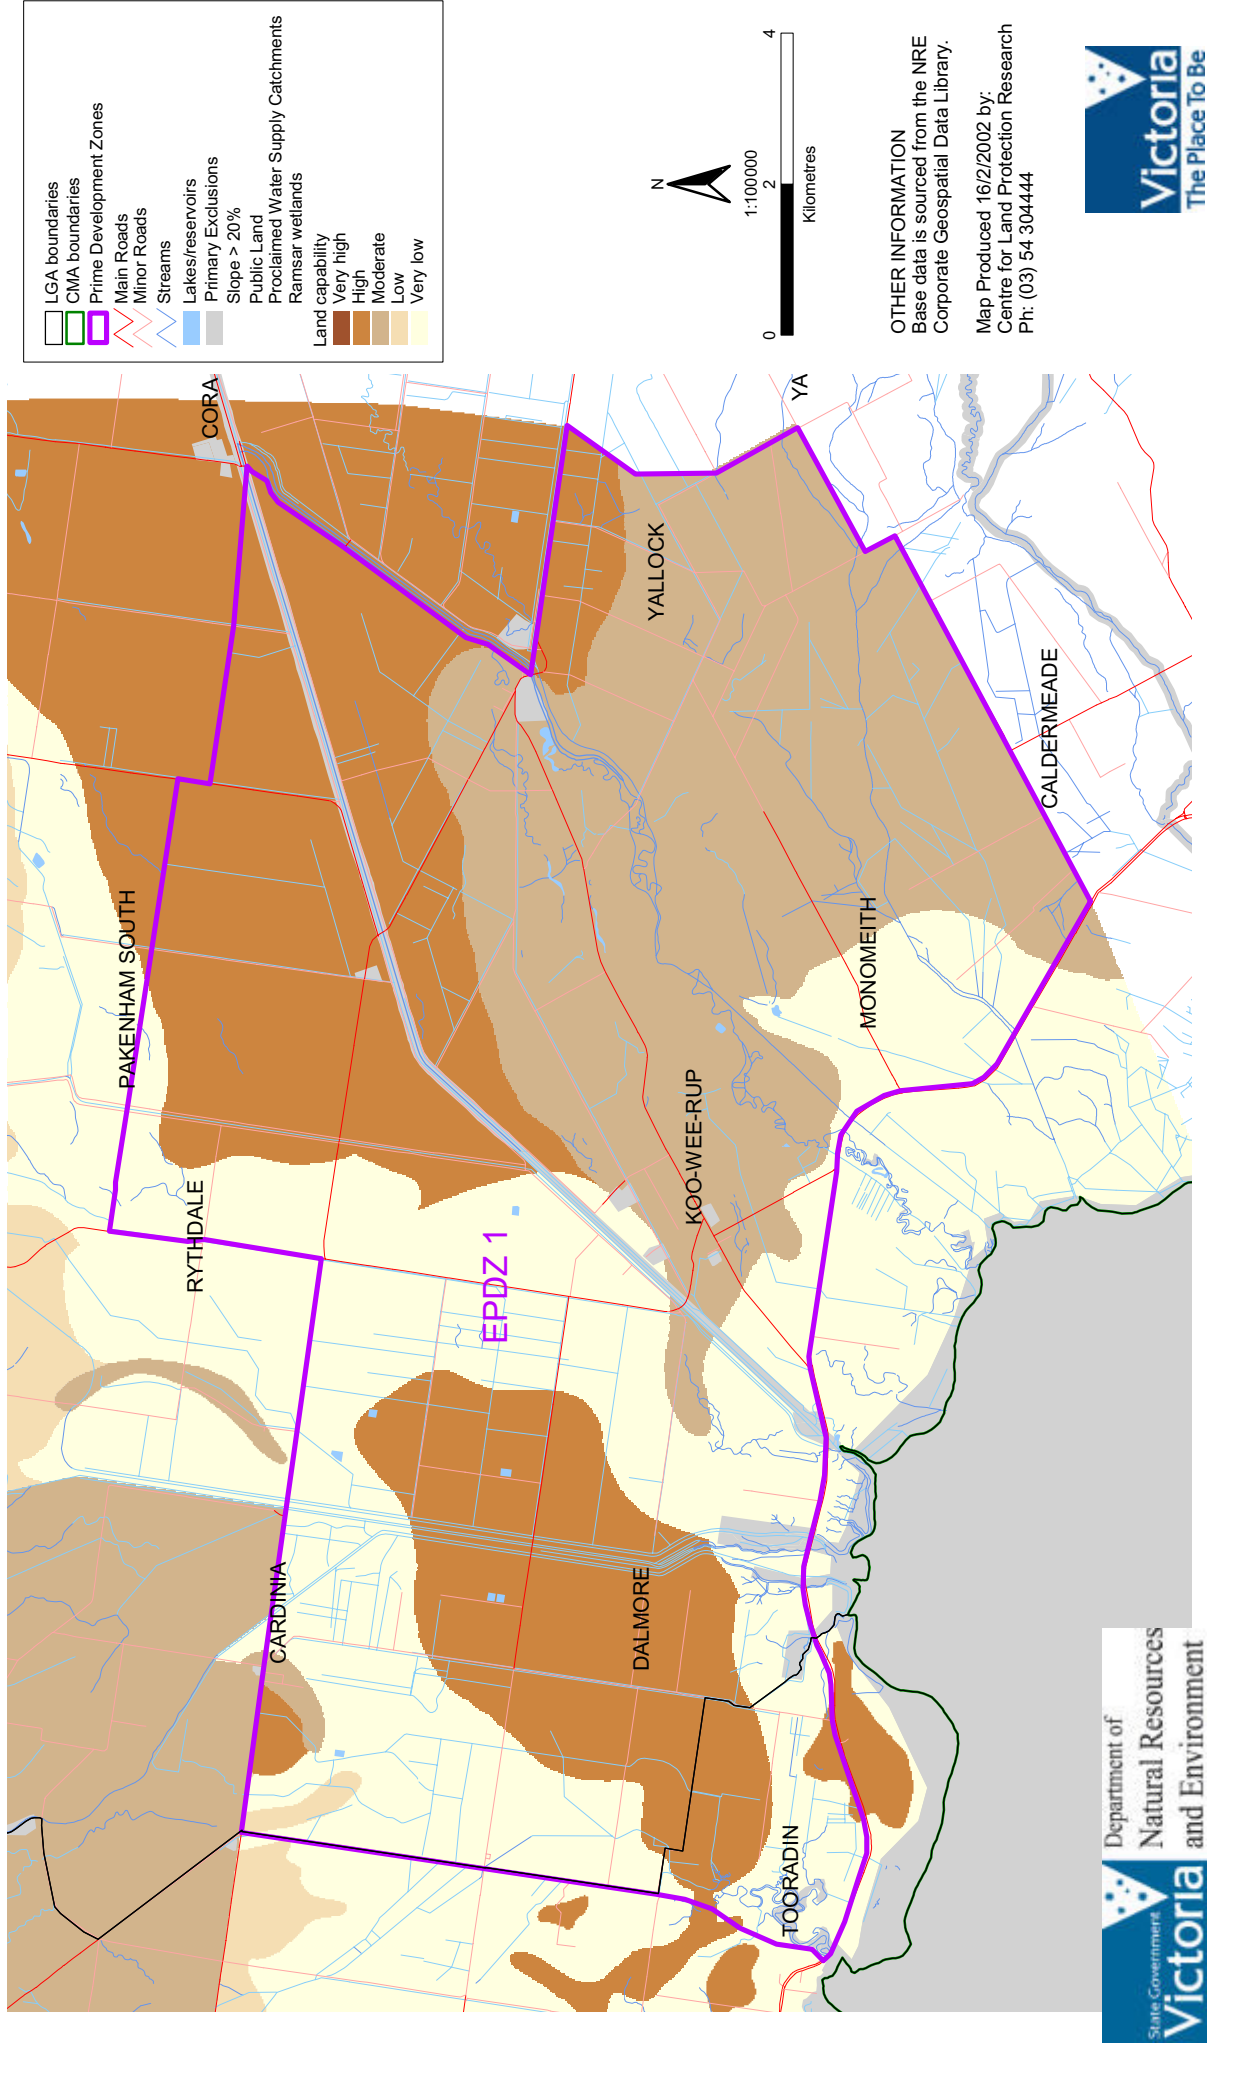 LGA boundaries
CMA boundaries
Prime Development Zones
Main Roads
Minor Roads
Streams
Lakes/reservoirs
Primary Exclusions
Slope > 20%
Public Land
Proclaimed Water Supply Catchments
Ramsar wetlands
Land capability
Very high
High
Moderate
Low
Very low
N
1:100000
0
2
4
Kilometres
OTHER INFORMATION
Base data is sourced from the NRE
Corporate Geospatial Data Library.
Map Produced 16/2/2002 by:
Centre for Land Protection Research
Ph: (03) 54 304444
Victoria
The Place To Be
CORA
PAKENHAM SOUTH
RYTHDALE
CARDINIA
EPDZ 1
YALLOCK
YA
KOO-WEE-RUP
MONOMEITH
CALDERMEADE
DALMORE
TOORADIN
State Government
Victoria
Department of
Natural Resources
and Environment